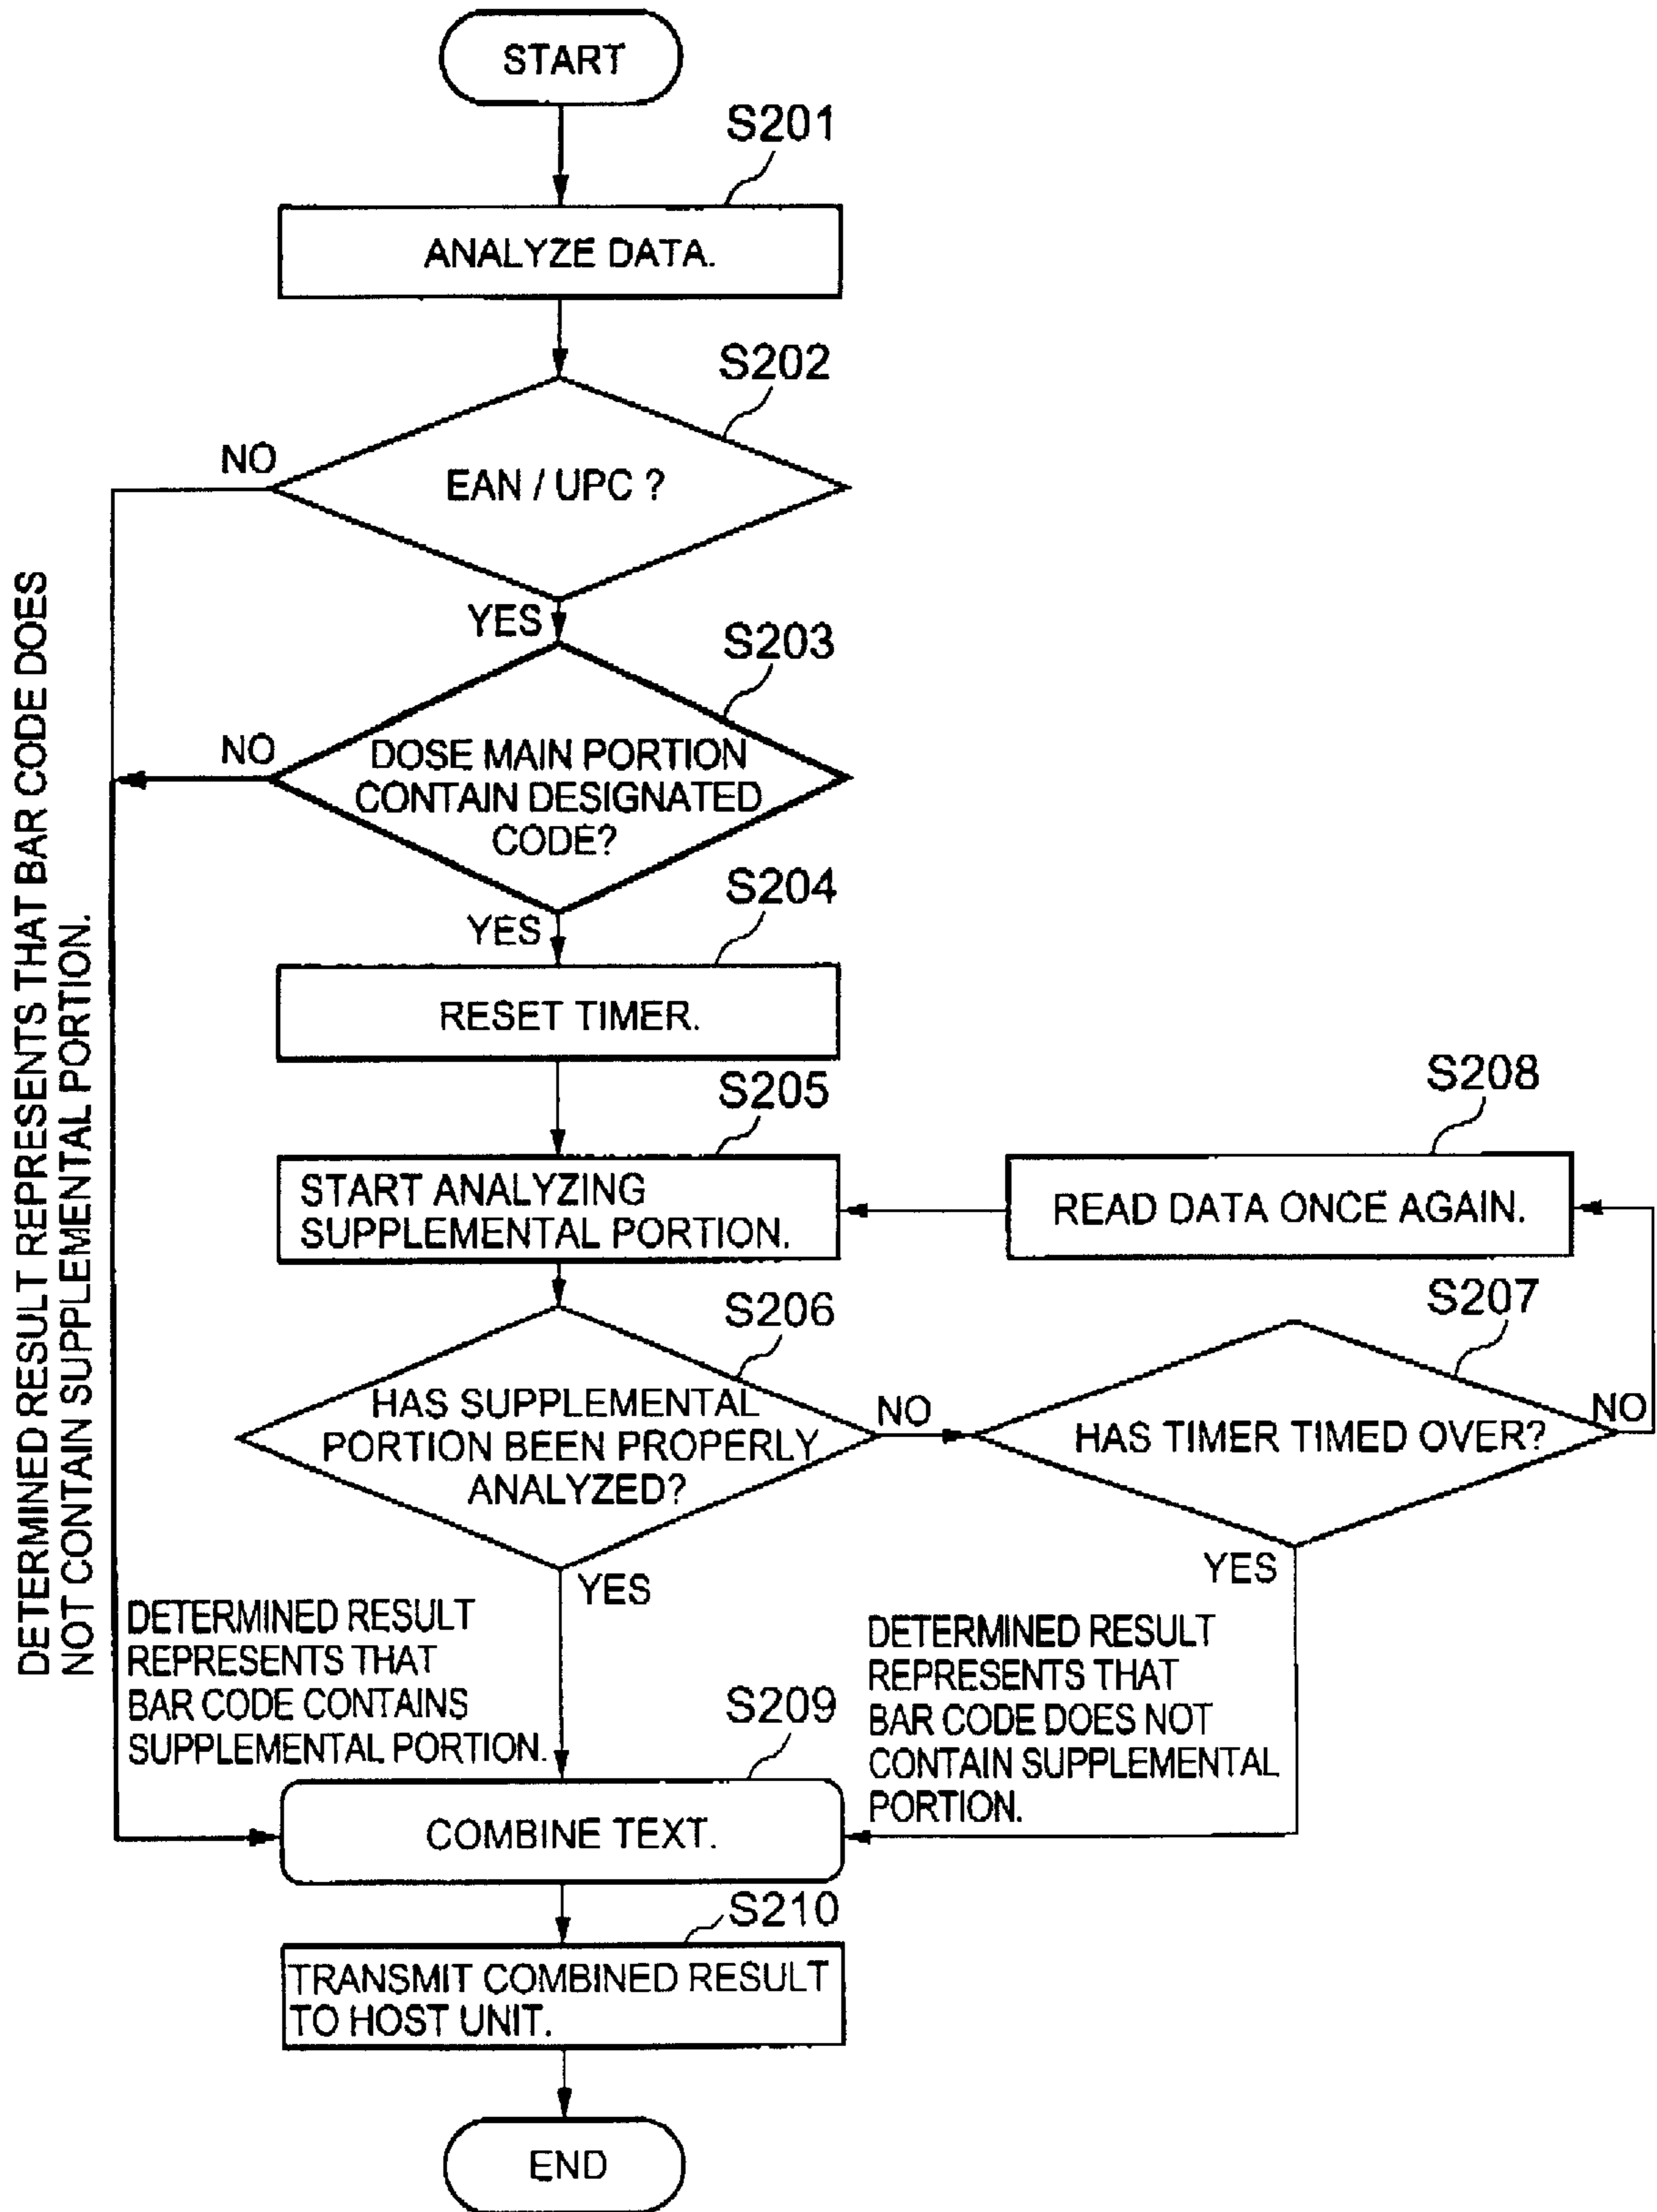 START
S201
ANALYZE DATA.
S202
NO
EAN / UPC ?
YES
S203
NO
DOSE MAIN PORTION
CONTAIN DESIGNATED
CODE?
S204
YES
RESET TIMER.
S205
START ANALYZING
SUPPLEMENTAL PORTION.
S208
READ DATA ONCE AGAIN.
S206
HAS SUPPLEMENTAL
PORTION BEEN PROPERLY
ANALYZED?
NO
S207
HAS TIMER TIMED OVER?
NO
YES
YES
DETERMINED RESULT REPRESENTS THAT BAR CODE DOES
NOT CONTAIN SUPPLEMENTAL PORTION.
DETERMINED RESULT
REPRESENTS THAT
BAR CODE CONTAINS
SUPPLEMENTAL PORTION.
DETERMINED RESULT
REPRESENTS THAT
BAR CODE DOES NOT
CONTAIN SUPPLEMENTAL
PORTION.
S209
COMBINE TEXT.
S210
TRANSMIT COMBINED RESULT
TO HOST UNIT.
END